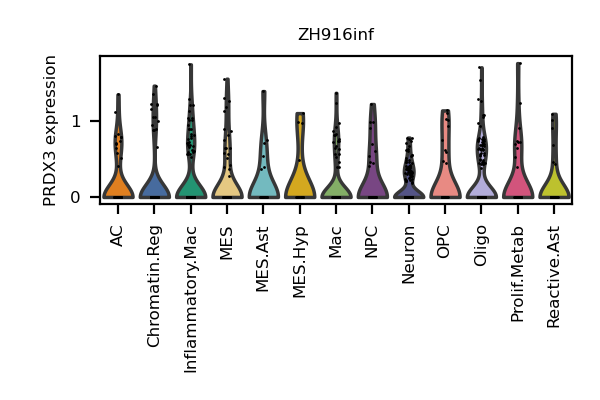 ZH916inf
PRDX3 expression
1
0
AC
Chromatin.Reg
Inflammatory.Mac
MES
MES.Ast
MES.Hyp
Mac
NPC
Neuron
OPC
Oligo
Prolif.Metab
Reactive.Ast